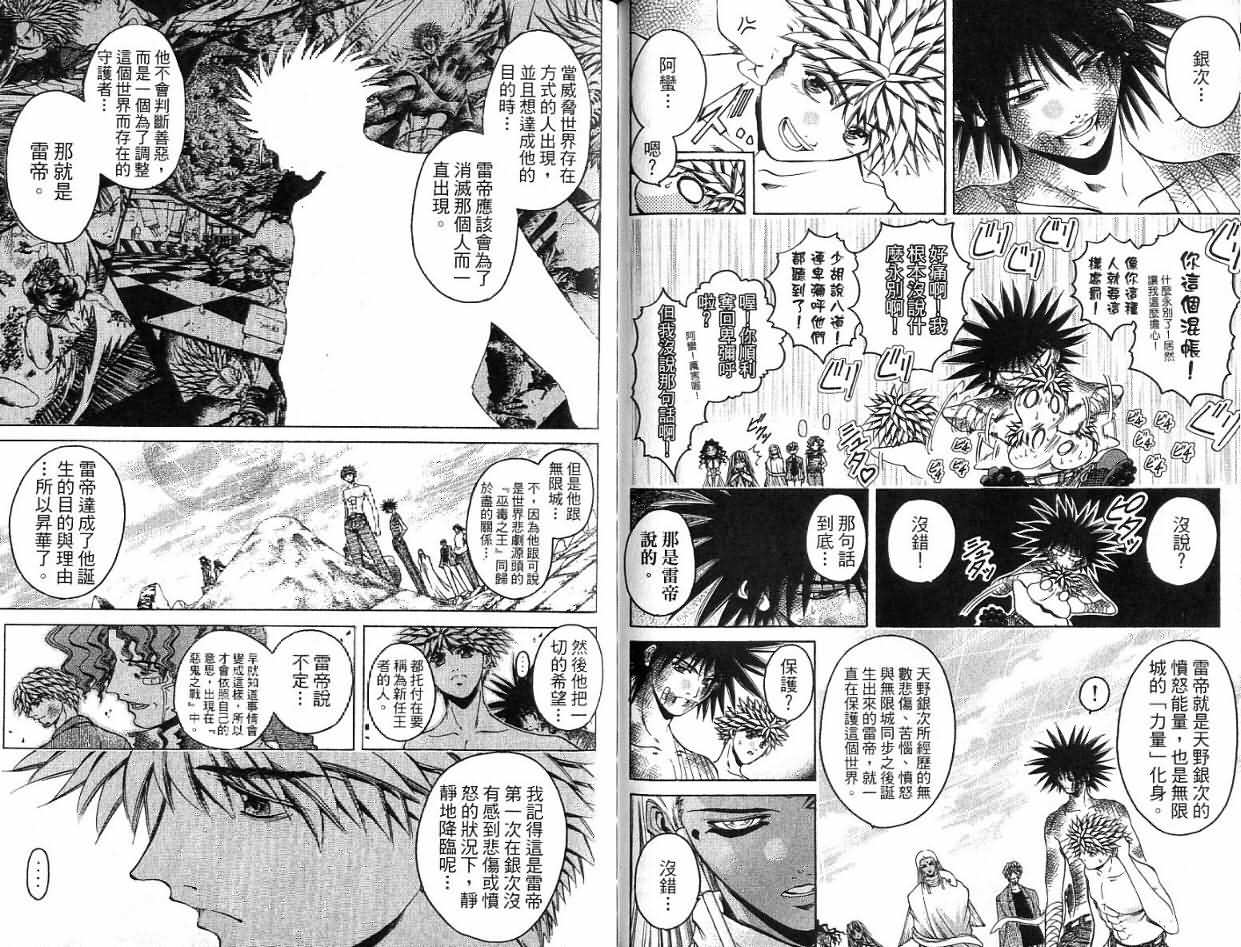 銀次…
阿蠻…
嗯？
ビリ
ビリ
ビリ
ビリ
你這個混帳！
什麼永別了！居然
讓我這麼擔心！
像你這種
人就要這
樣處罰！
好痛啊！我
根本沒說什
麼永別啊！
少胡說八道！
連卑彌呼他們
都聽到了！
喔！你順利
奪回卑彌呼
啦？
阿蠻！厲害喔！
但我沒說那句話啊！
ピタッ
沒說？
沒錯！
那句話
到底…
那是雷帝
說的。
雷帝就是天野銀次的
憤怒能量，也是無限
城的「力量」化身。
！
天野銀次所經歷的無
數悲傷、苦惱、憤怒
與無限城同步之後誕
生出來的雷帝，就一
直在保護這個世界。
保護？
沒錯…
當威脅世界存在
方式的人出現，
並且想達成他的
目的時…
雷帝應該會為了
消滅那個人而一
直出現。
他不會判斷善惡，
而是一個為了調整
這個世界而存在的
守護者…
那就是
雷帝。
但是他跟
無限城…
不，因為他跟可說
是世界悲劇源頭的
『巫毒之王』同歸
於盡的關係…
雷帝達成了他誕
生的目的與理由
…所以昇華了。
然後他把一
切的希望…
都托付在要
稱為新任王
者的人。
…
雷帝說
不定…
早就知道事情會
變成這樣，所以
才會依照自己的
意思，出現在『
惡鬼之戰』中。
我記得這是雷帝
第一次在銀次沒
有感到悲傷或憤
怒的狀況下，靜
靜地降臨呢…
…